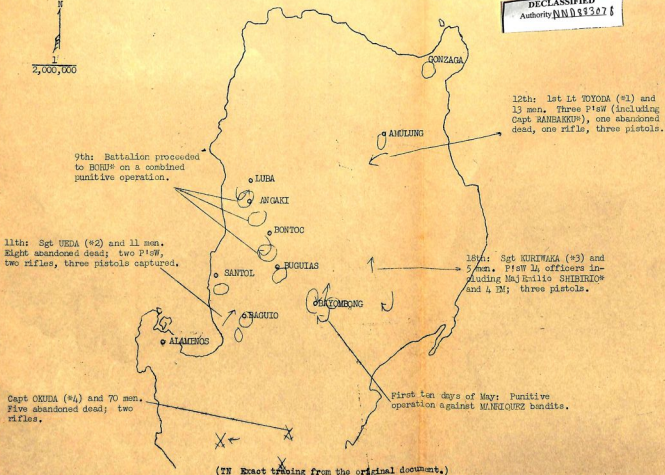 DECLASSIFIED
Authority NND883078
N
1
2,000,000
GONZAGA
12th: 1st Lt TOYODA (*1) and
13 men. Three P'sW (including
Capt RANBAKKU*), one abandoned
dead, one rifle, three pistols.
AMULUNG
9th: Battalion proceeded
to BORU* on a combined
punitive operation.
LUBA
ANGAKI
BONTOC
11th: Sgt UEDA (*2) and 11 men.
Eight abandoned dead; two P'sW,
two rifles, three pistols captured.
BUGUIAS
SANTOL
18th: Sgt KURIWAKA (*3) and
5 men. P'sW 14 officers in-
cluding Maj Emilio SHIBIRIO*
and 4 EM; three pistols.
BAYOMBONG
BAGUIO
ALAMENOS
Capt OKUDA (*4) and 70 men.
Five abandoned dead; two
rifles.
First ten days of May: Punitive
operation against MANRIQUEZ bandits.
(TN Exact tracing from the original document.)